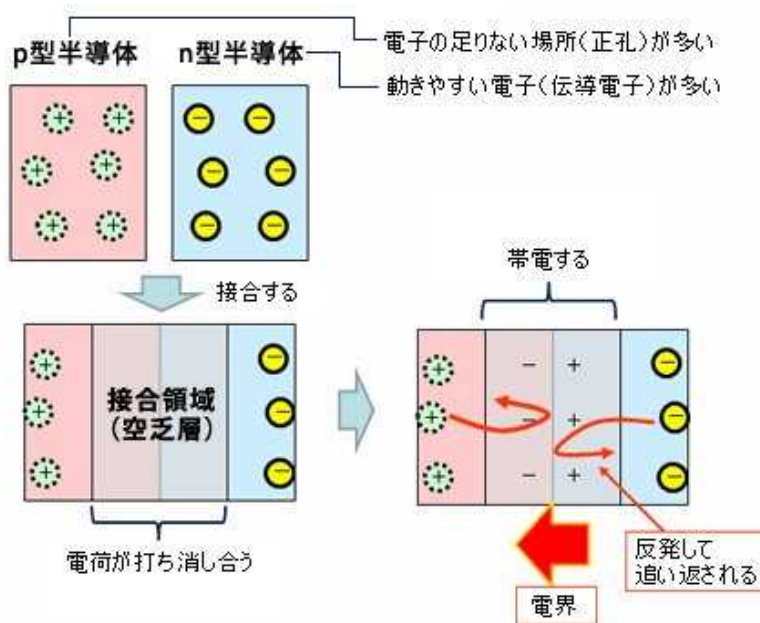 電子の足りない場所(正孔)が多い
p型半導体 n型半導体
動きやすい電子(伝導電子)が多い
+ + − −
+ + − −
+ + − −
接合する
帯電する
+ − + − + −
接合領域
(空乏層)
+ − + − + −
+ − + − + −
電荷が打ち消し合う
反発して
追い返される
電界